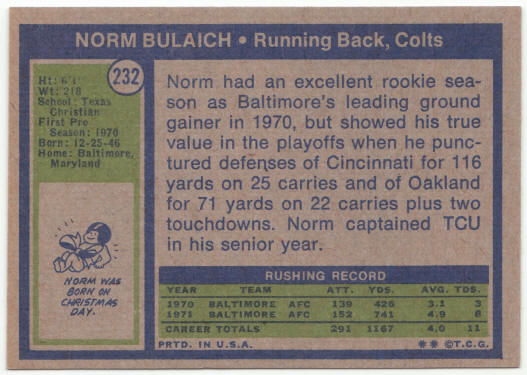 NORM BULAICH • Running Back, Colts
232
Ht: 6'1"
Wt: 218
School: Texas
Christian
First Pro
Season: 1970
Born: 12-25-46
Home: Baltimore,
Maryland
NORM WAS
BORN ON
CHRISTMAS
DAY.
Norm had an excellent rookie sea-
son as Baltimore's leading ground
gainer in 1970, but showed his true
value in the playoffs when he punc-
tured defenses of Cincinnati for 116
yards on 25 carries and of Oakland
for 71 yards on 22 carries plus two
touchdowns. Norm captained TCU
in his senior year.
RUSHING RECORD
YEAR TEAM ATT. YDS. AVG. TDS.
1970 BALTIMORE AFC 139 426 3.1 3
1971 BALTIMORE AFC 152 741 4.9 8
CAREER TOTALS 291 1167 4.0 11
PRTD. IN U.S.A. ** ©T.C.G.